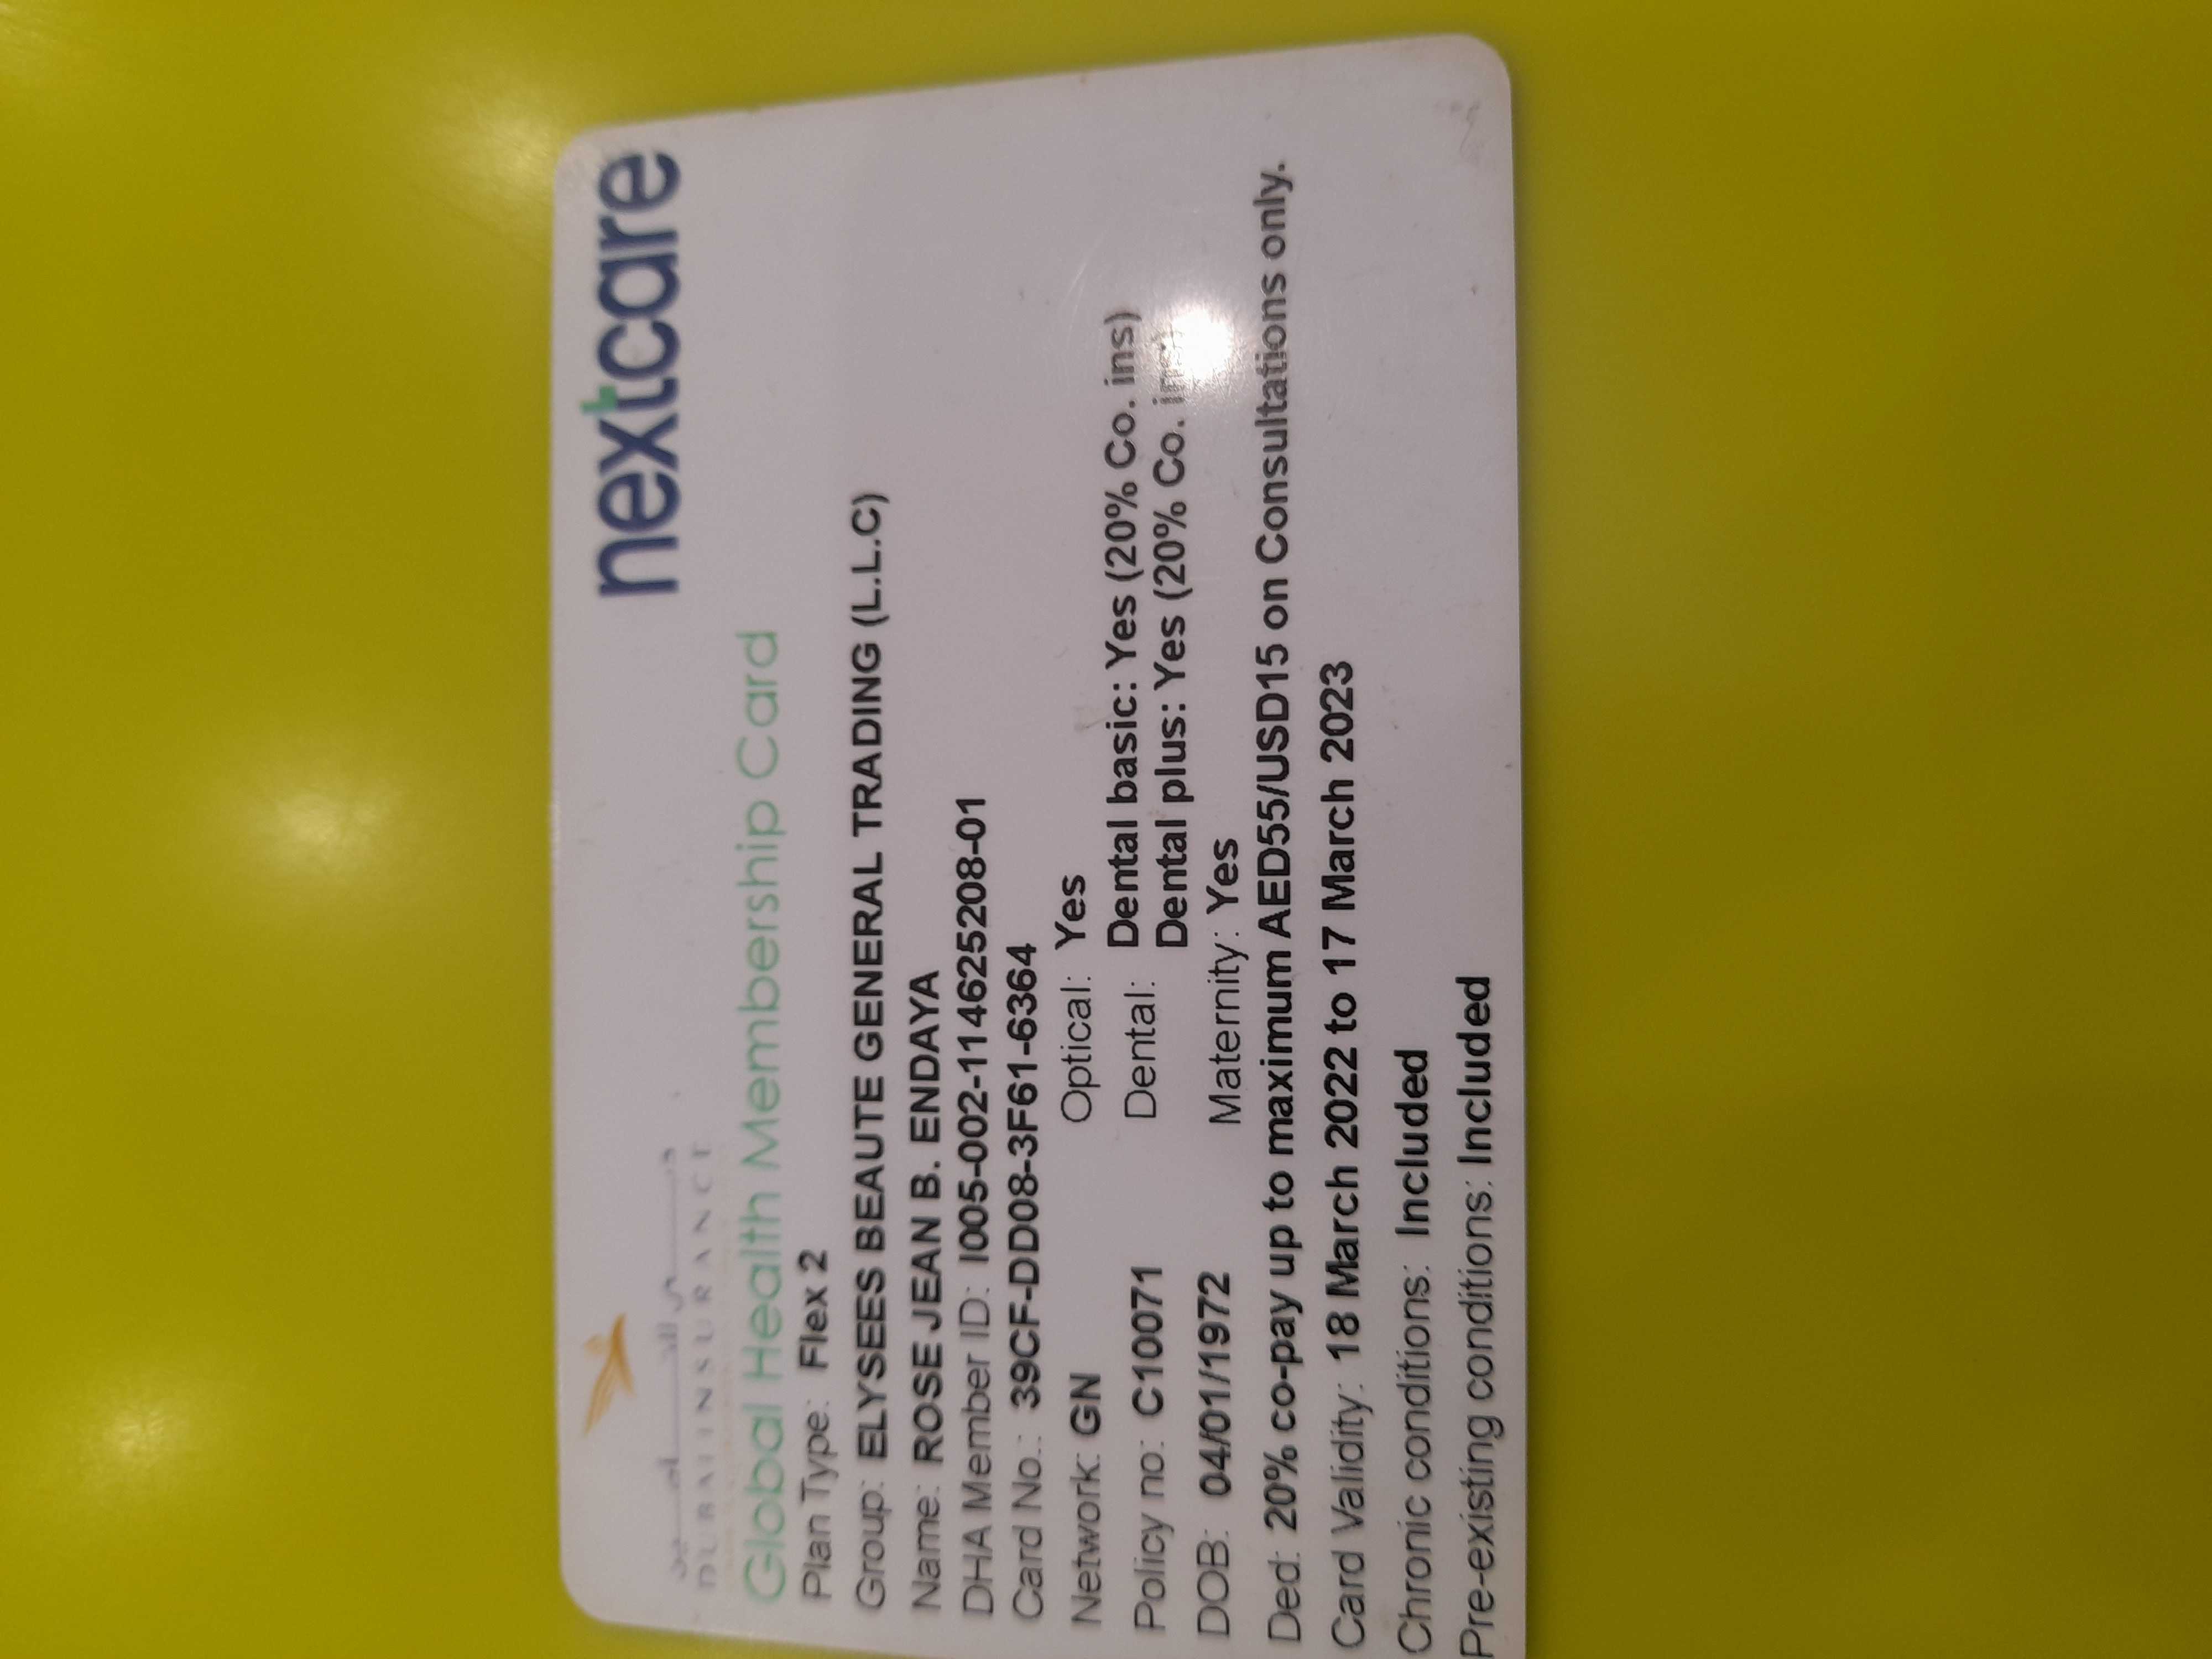 nextcare
دبي للتأمين
DUBAI INSURANCE
Global Health Membership Card
Plan Type: Flex 2
Group: ELYSEES BEAUTE GENERAL TRADING (L.L.C)
Name: ROSE JEAN B. ENDAYA
DHA Member ID: I005-002-114625208-01
Card No.: 39CF-DD08-3F61-6364
Network: GN
Optical: Yes
Policy no: C10071
Dental: Dental basic: Yes (20% Co. ins)
Dental plus: Yes (20% Co. ins)
DOB: 04/01/1972
Maternity: Yes
Ded: 20% co-pay up to maximum AED55/USD15 on Consultations only.
Card Validity: 18 March 2022 to 17 March 2023
Chronic conditions: Included
Pre-existing conditions: Included